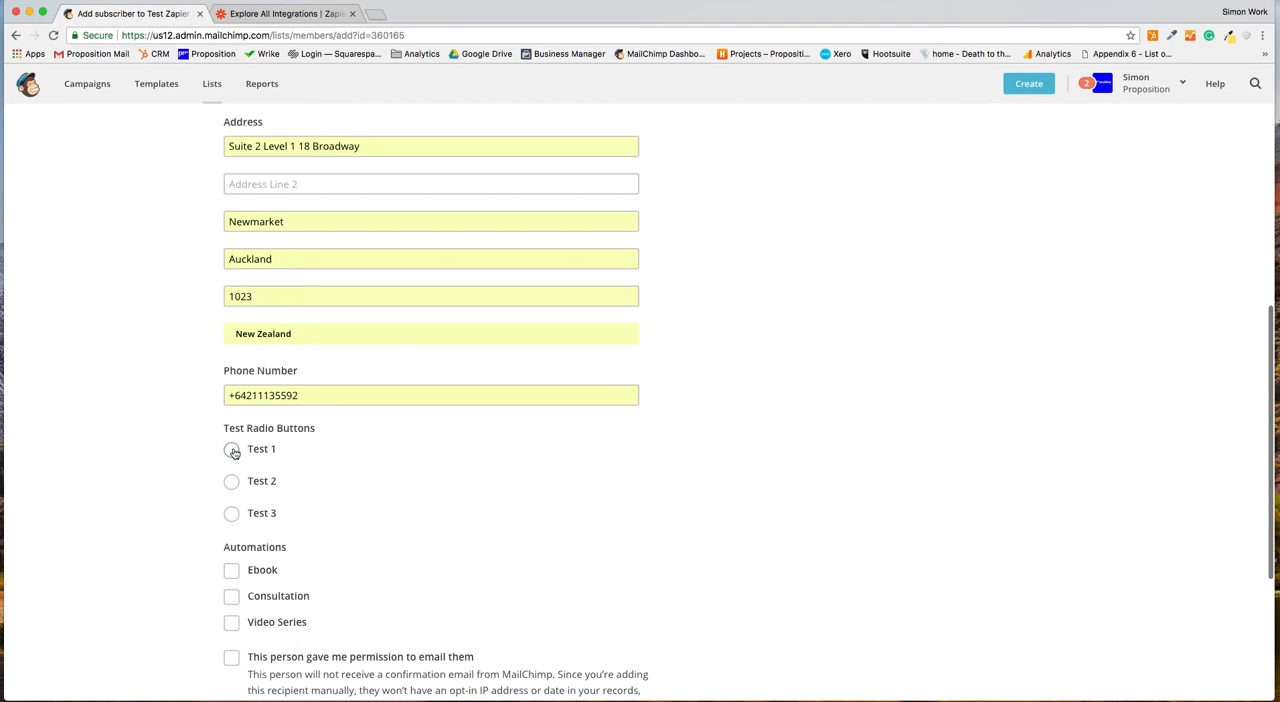 Add subscriber to Test Zapier
Explore All Integrations | Zapi
Simon Work
Secure
https://us12.admin.mailchimp.com/lists/members/add?id=360165
Apps
Proposition Mail
CRM
Proposition
Wrike
Login — Squarespa...
Analytics
Google Drive
Business Manager
MailChimp Dashbo...
Projects – Propositi...
Xero
Hootsuite
home - Death to th...
Analytics
Appendix 6 - List o...
Campaigns
Templates
Lists
Reports
Create
2
Simon
Proposition
Help
Address
Suite 2 Level 1 18 Broadway
Address Line 2
Newmarket
Auckland
1023
New Zealand
Phone Number
+64211135592
Test Radio Buttons
Test 1
Test 2
Test 3
Automations
Ebook
Consultation
Video Series
This person gave me permission to email them
This person will not receive a confirmation email from MailChimp. Since you're adding
this recipient manually, they won't have an opt-in IP address or date in your records,